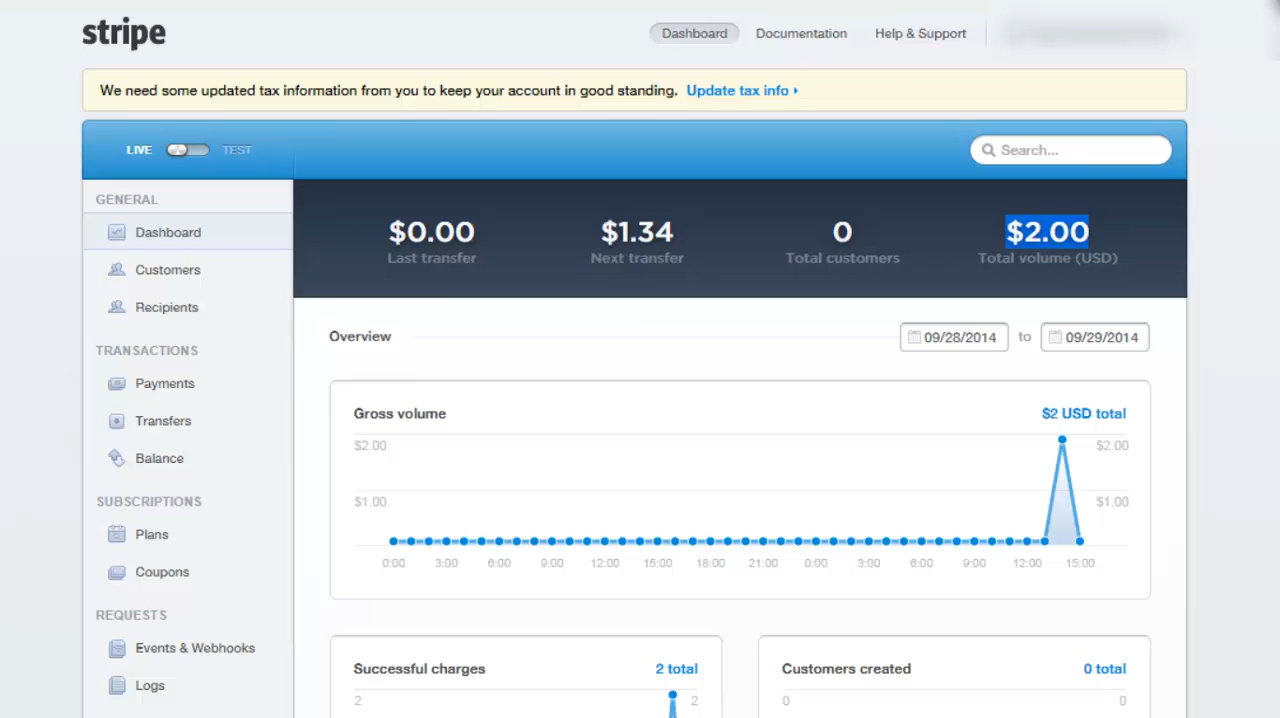 stripe
Dashboard Documentation Help & Support
We need some updated tax information from you to keep your account in good standing. Update tax info
LIVE TEST
Search...
GENERAL
Dashboard
Customers
Recipients
TRANSACTIONS
Payments
Transfers
Balance
SUBSCRIPTIONS
Plans
Coupons
REQUESTS
Events & Webhooks
Logs
$0.00 $1.34 0 $2.00
Last transfer Next transfer Total customers Total volume (USD)
Overview 09/28/2014 to 09/29/2014
Gross volume $2 USD total
$2.00 $2.00
$1.00 $1.00
0:00 3:00 6:00 9:00 12:00 15:00 18:00 21:00 0:00 3:00 6:00 9:00 12:00 15:00
Successful charges 2 total
2 2
Customers created 0 total
0 0